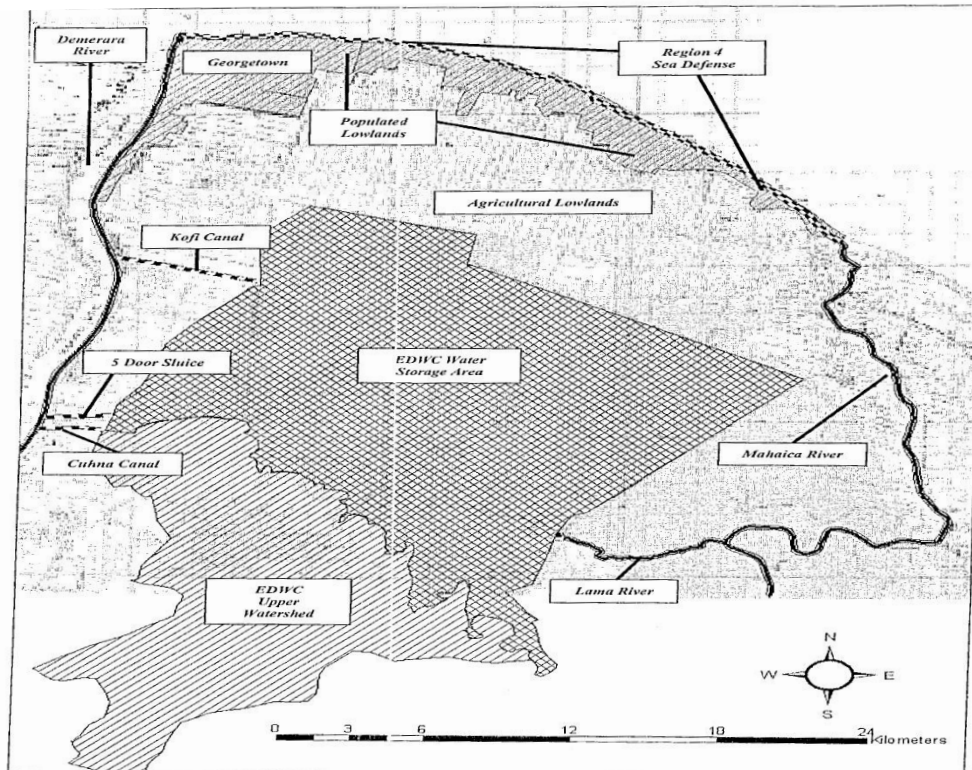 Demerara
River
Georgetown
Region 4
Sea Defense
Populated
Lowlands
Agricultural Lowlands
Kofi Canal
5 Door Sluice
EDWC Water
Storage Area
Cuhna Canal
Mahaica River
EDWC
Upper
Watershed
Lama River
N
W E
S
0 3 6 12 18 24
Kilometers